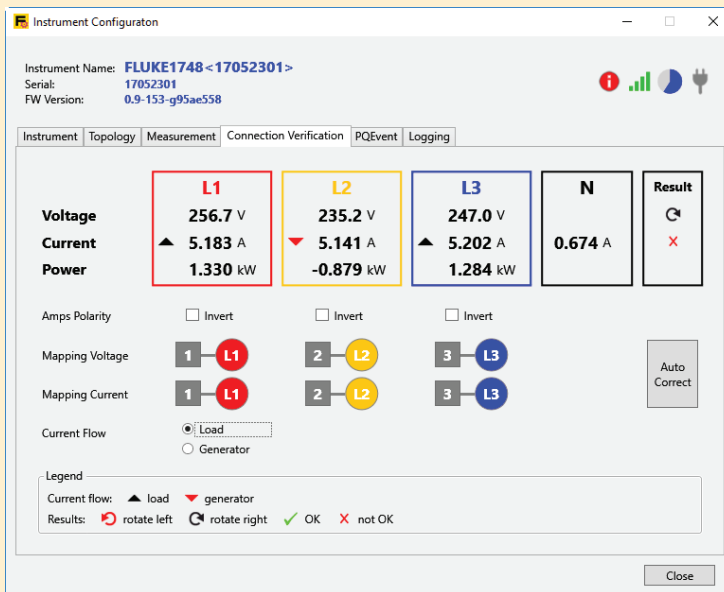 Instrument Configuraton
Instrument Name: FLUKE1748<17052301>
Serial: 17052301
FW Version: 0.9-153-g95ae558
Instrument Topology Measurement Connection Verification PQEvent Logging
L1 L2 L3 N Result
Voltage 256.7 V 235.2 V 247.0 V
Current 5.183 A 5.141 A 5.202 A 0.674 A
Power 1.330 kW -0.879 kW 1.284 kW
Amps Polarity Invert Invert Invert
Mapping Voltage 1 L1 2 L2 3 L3
Auto
Correct
Mapping Current 1 L1 2 L2 3 L3
Current Flow Load
Generator
Legend
Current flow: load generator
Results: rotate left rotate right OK not OK
Close